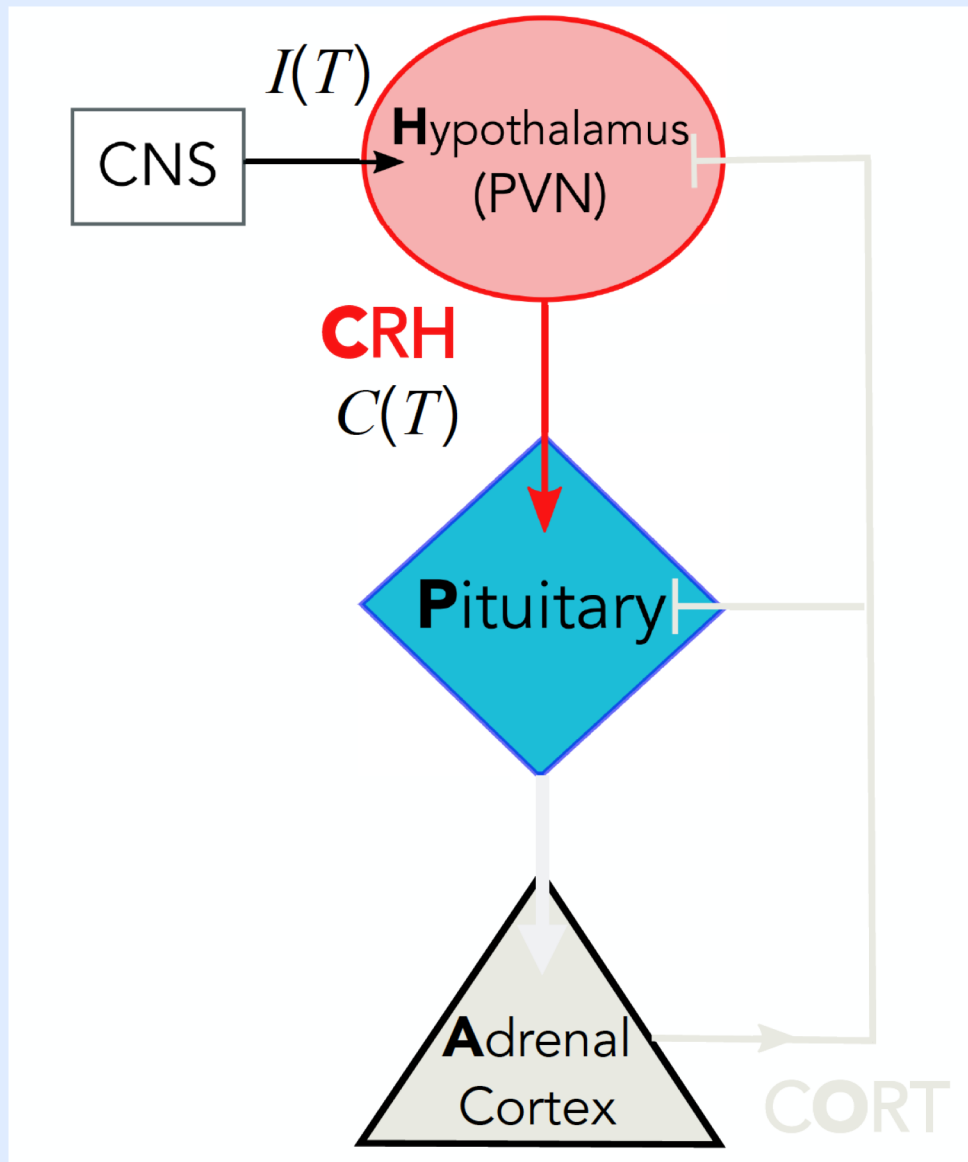 I(T)
CNS
Hypothalamus
(PVN)
CRH
C(T)
Pituitary
Adrenal
Cortex
CORT